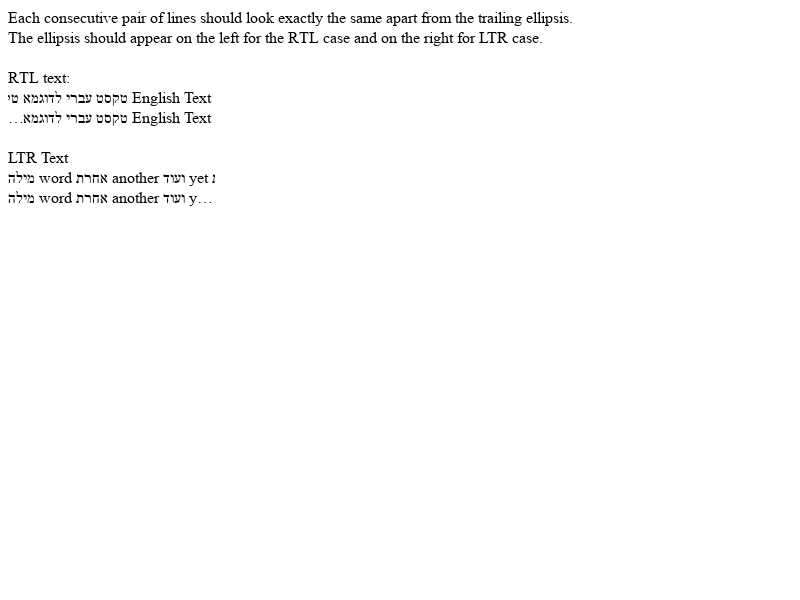 Each consecutive pair of lines should look exactly the same apart from the trailing ellipsis.
The ellipsis should appear on the left for the RTL case and on the right for LTR case.
RTL text:
English Text טקסט עברי לדוגמא
English Text טקסט עברי לדוגמא…
LTR Text
מילה word אחרת another ועוד yet
מילה word אחרת another ועוד y…